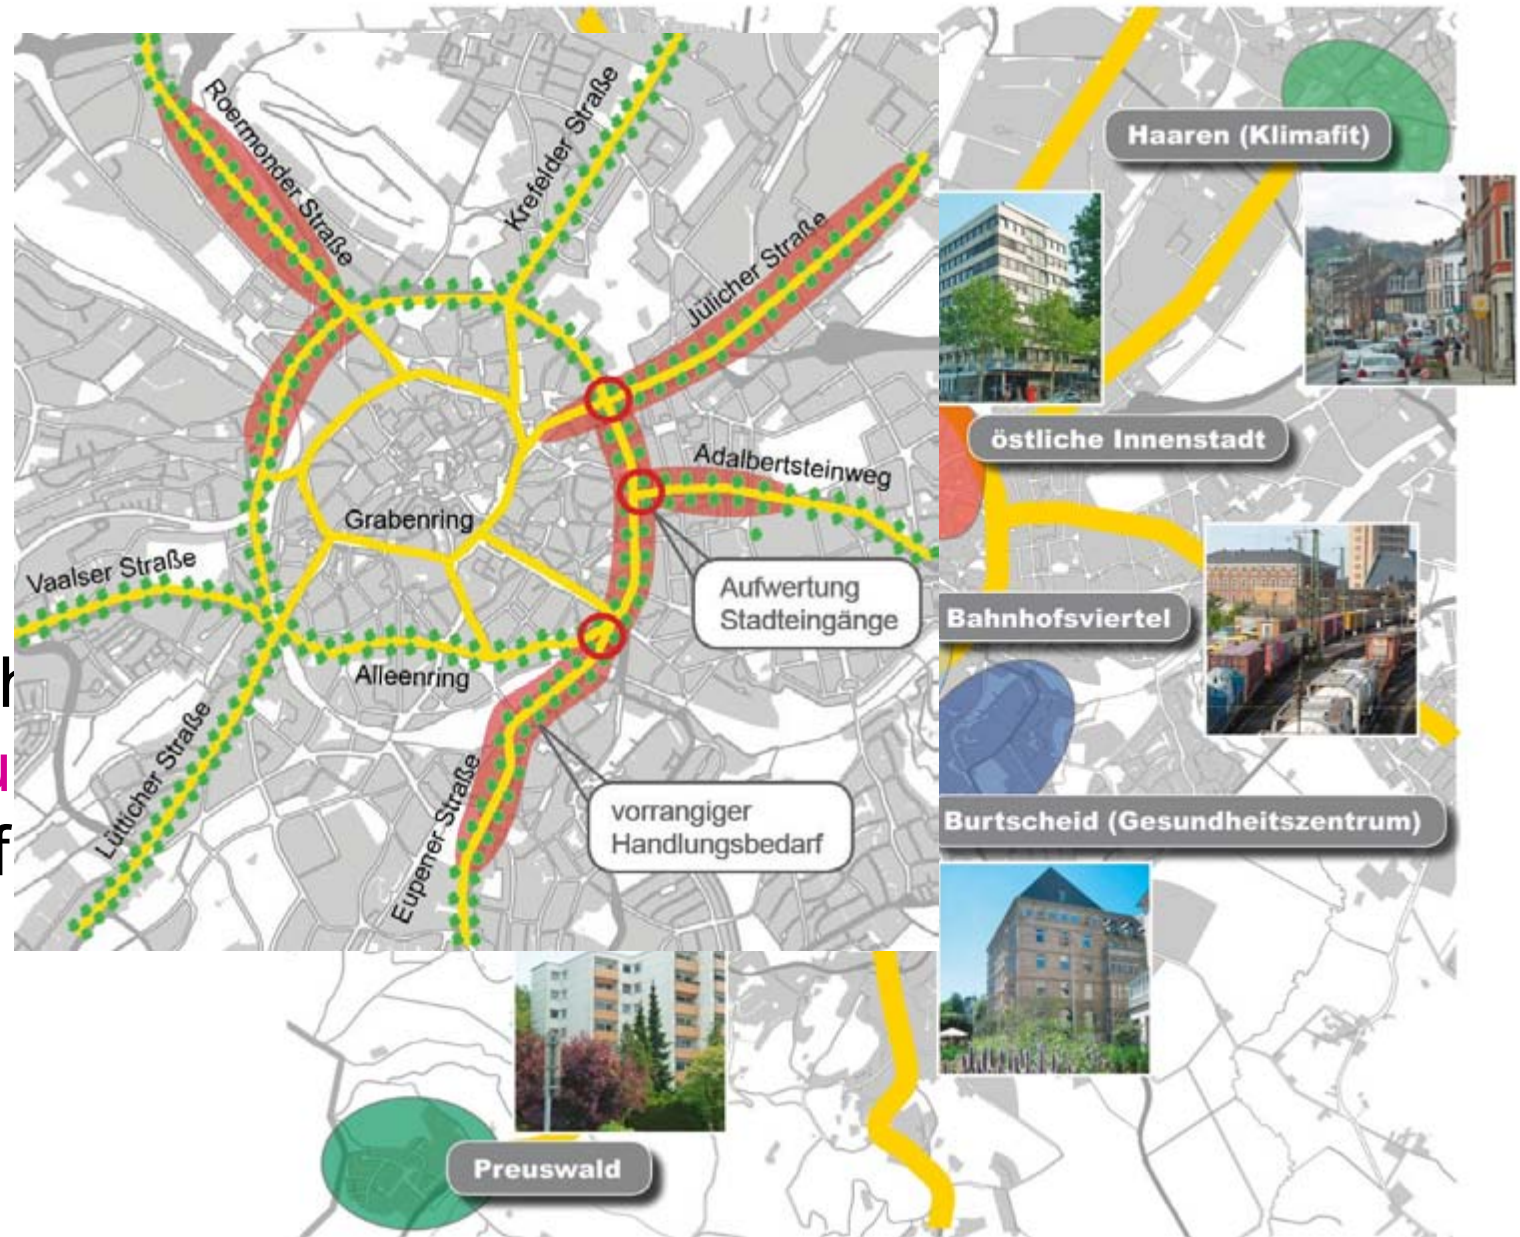 Roermonder Straße
Krefelder Straße
Jülicher Straße
Adalbertsteinweg
Grabenring
Vaalser Straße
Aufwertung
Stadteingänge
Alleenring
Lütticher Straße
Eupener Straße
vorrangiger
Handlungsbedarf
Haaren (Klimafit)
östliche Innenstadt
Bahnhofsviertel
Burtscheid (Gesundheitszentrum)
Preuswald